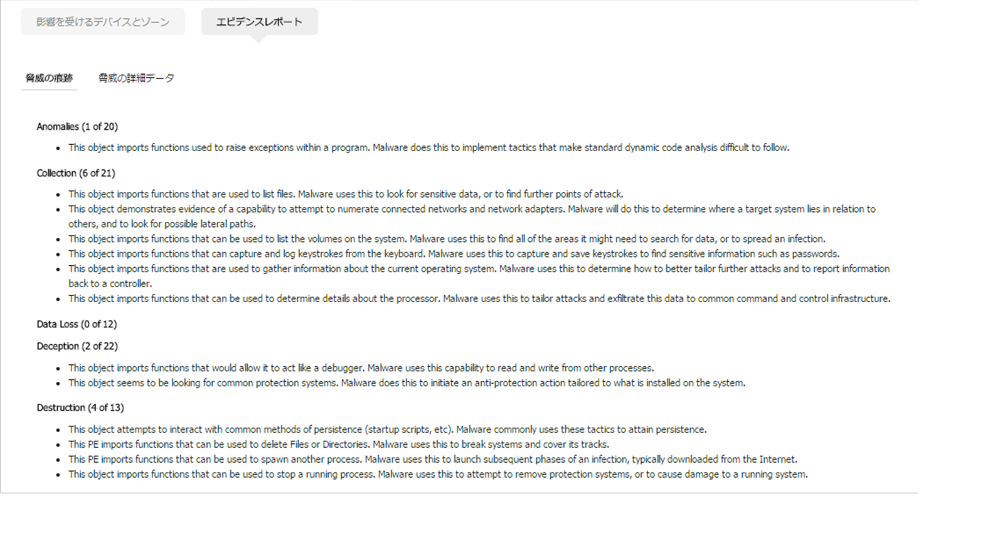 影響を受けるデバイスとゾーン エビデンスレポート
脅威の痕跡 脅威の詳細データ
Anomalies (1 of 20)
• This object imports functions used to raise exceptions within a program. Malware does this to implement tactics that make standard dynamic code analysis difficult to follow.
Collection (6 of 21)
• This object imports functions that are used to list files. Malware uses this to look for sensitive data, or to find further points of attack.
• This object demonstrates evidence of a capability to attempt to numerate connected networks and network adapters. Malware will do this to determine where a target system lies in relation to
others, and to look for possible lateral paths.
• This object imports functions that can be used to list the volumes on the system. Malware uses this to find all of the areas it might need to search for data, or to spread an infection.
• This object imports functions that can capture and log keystrokes from the keyboard. Malware uses this to capture and save keystrokes to find sensitive information such as passwords.
• This object imports functions that are used to gather information about the current operating system. Malware uses this to determine how to better tailor further attacks and to report information
back to a controller.
• This object imports functions that can be used to determine details about the processor. Malware uses this to tailor attacks and exfiltrate this data to common command and control infrastructure.
Data Loss (0 of 12)
Deception (2 of 22)
• This object imports functions that would allow it to act like a debugger. Malware uses this capability to read and write from other processes.
• This object seems to be looking for common protection systems. Malware does this to initiate an anti-protection action tailored to what is installed on the system.
Destruction (4 of 13)
• This object attempts to interact with common methods of persistence (startup scripts, etc). Malware commonly uses these tactics to attain persistence.
• This PE imports functions that can be used to delete Files or Directories. Malware uses this to break systems and cover its tracks.
• This PE imports functions that can be used to spawn another process. Malware uses this to launch subsequent phases of an infection, typically downloaded from the Internet.
• This object imports functions that can be used to stop a running process. Malware uses this to attempt to remove protection systems, or to cause damage to a running system.